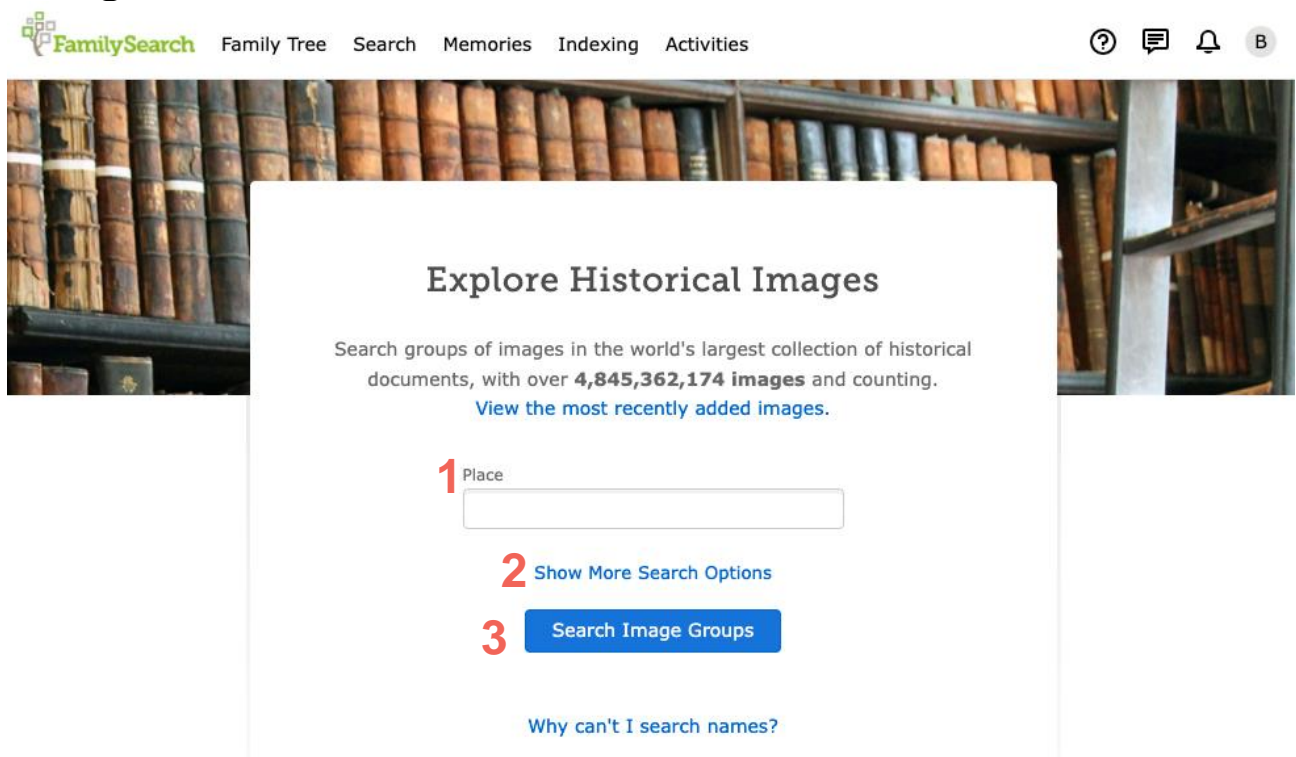 FamilySearch Family Tree Search Memories Indexing Activities B
Explore Historical Images
Search groups of images in the world's largest collection of historical
documents, with over 4,845,362,174 images and counting.
View the most recently added images.
1 Place
2 Show More Search Options
3 Search Image Groups
Why can't I search names?